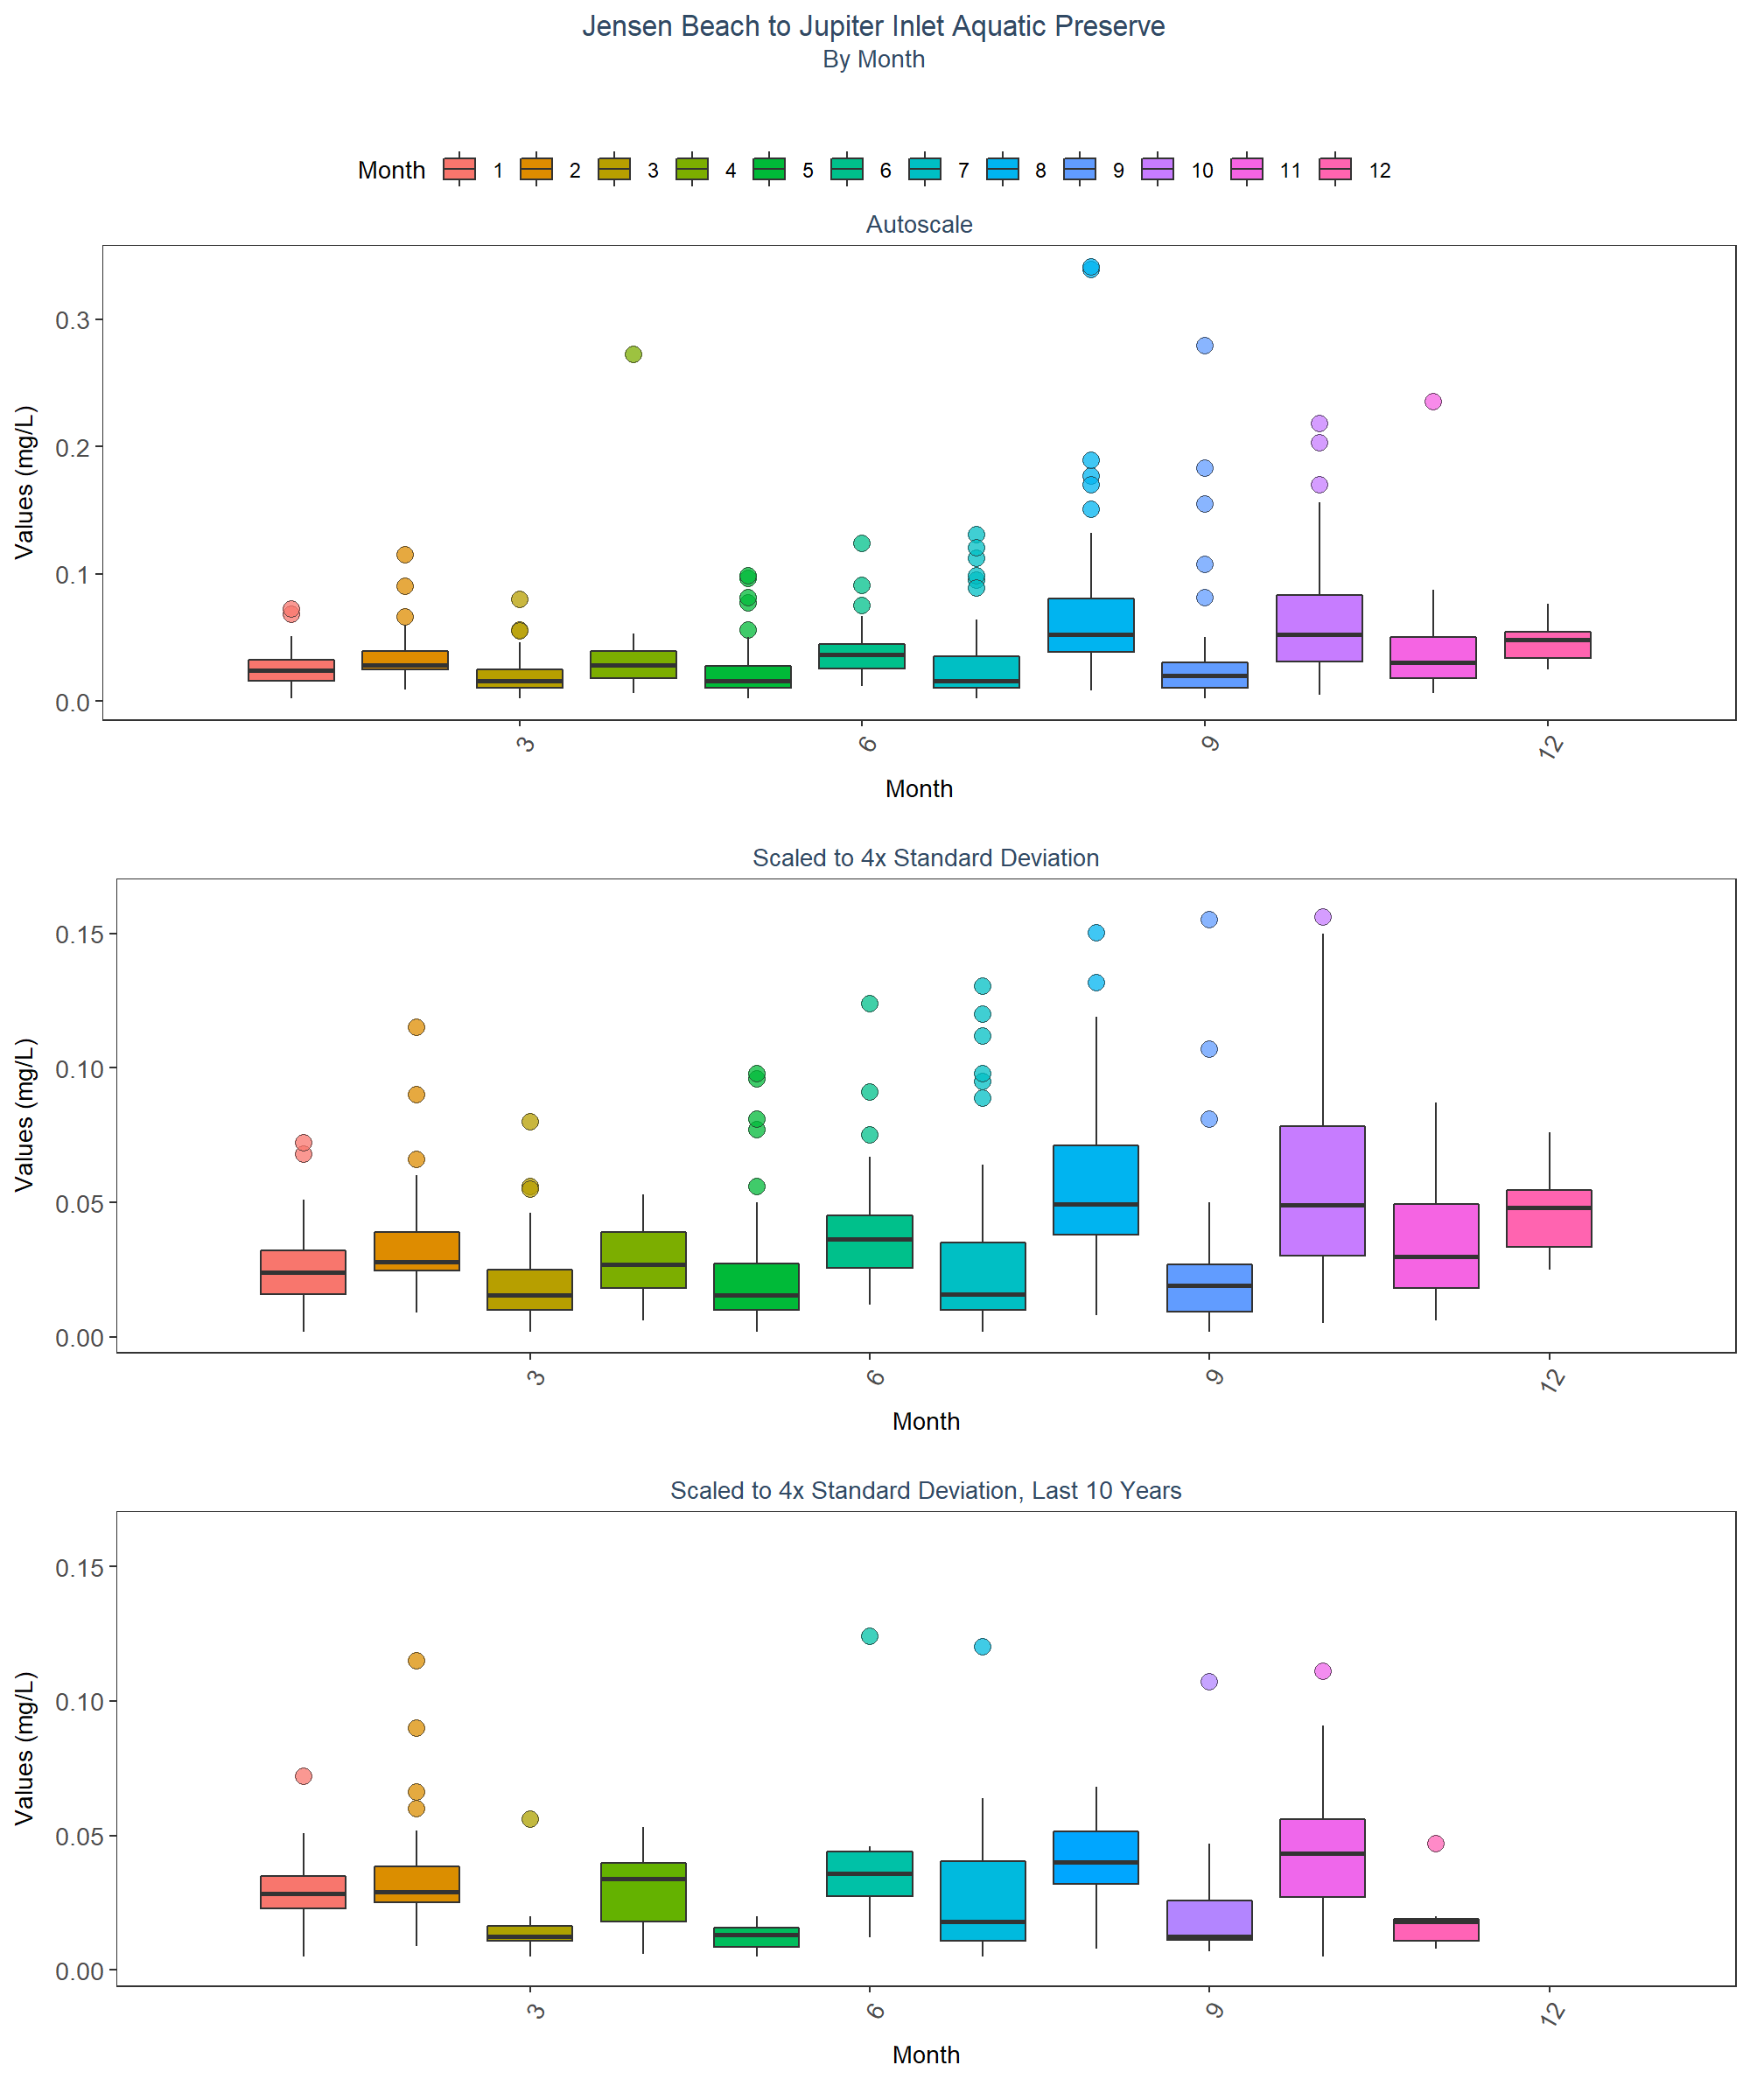 Jensen Beach to Jupiter Inlet Aquatic Preserve
By Month
Month 1 2 3 4 5 6 7 8 9 10 11 12
Autoscale
Values (mg/L)
0.3
0.2
0.1
0.0
3 6 9 12
Month
Scaled to 4x Standard Deviation
Values (mg/L)
0.15
0.10
0.05
0.00
3 6 9 12
Month
Scaled to 4x Standard Deviation, Last 10 Years
Values (mg/L)
0.15
0.10
0.05
0.00
3 6 9 12
Month